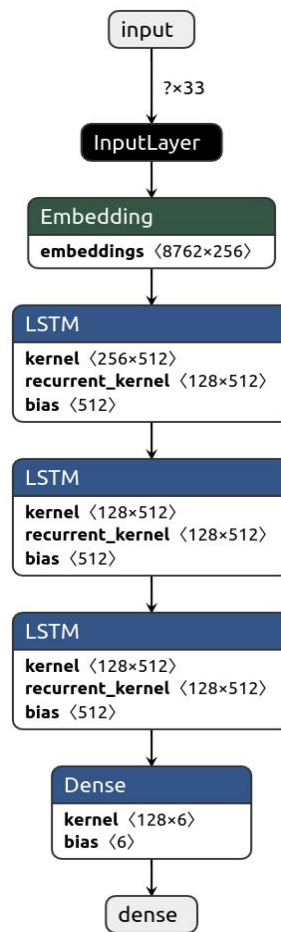 input
?×33
InputLayer
Embedding
embeddings 〈8762×256〉
LSTM
kernel 〈256×512〉
recurrent_kernel 〈128×512〉
bias 〈512〉
LSTM
kernel 〈128×512〉
recurrent_kernel 〈128×512〉
bias 〈512〉
LSTM
kernel 〈128×512〉
recurrent_kernel 〈128×512〉
bias 〈512〉
Dense
kernel 〈128×6〉
bias 〈6〉
dense